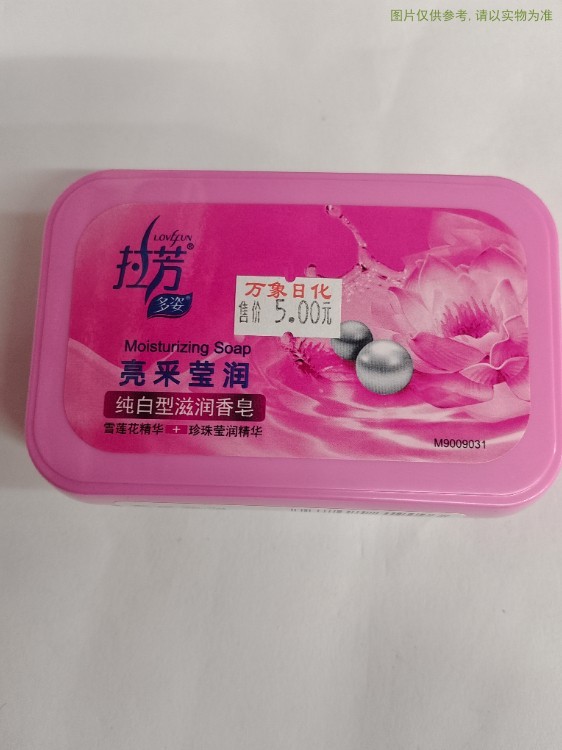 图片仅供参考, 请以实物为准
LOVEFUN
拉芳®
多姿
万象日化
售价 5.00元
Moisturizing Soap
亮采莹润
纯白型滋润香皂
雪莲花精华 + 珍珠莹润精华
M9009031